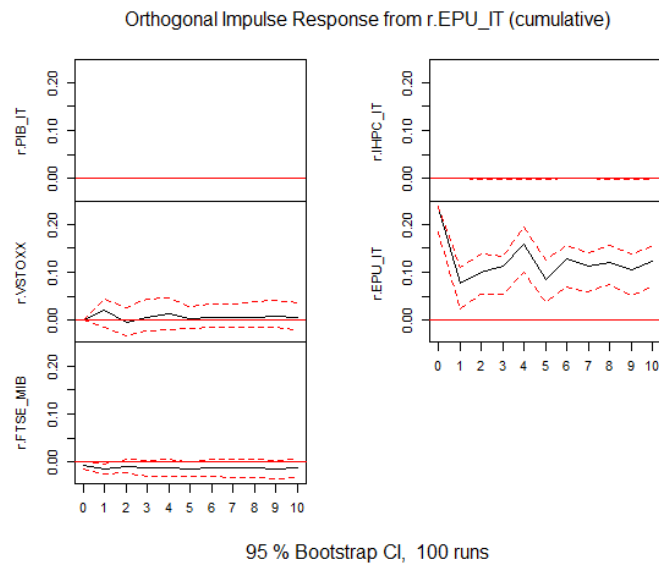 Orthogonal Impulse Response from r.EPU_IT (cumulative)
r.PIB_IT
0.00 0.10 0.20
r.VSTOXX
0.00 0.10 0.20
r.FTSE_MIB
0.00 0.10 0.20
0 1 2 3 4 5 6 7 8 9 10
r.IHPC_IT
0.00 0.10 0.20
r.EPU_IT
0.00 0.10 0.20
0 1 2 3 4 5 6 7 8 9 10
95 % Bootstrap CI, 100 runs